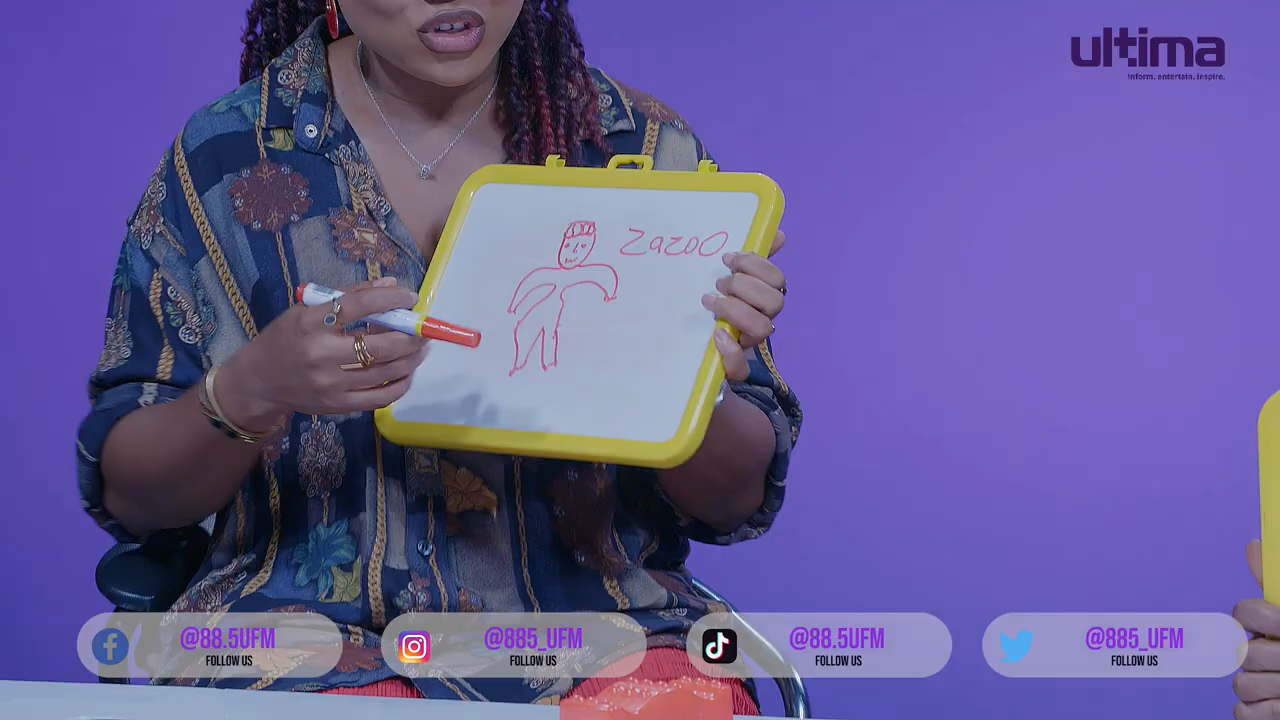 ultima
Inform. entertain. Inspire.
ZazoO
@88.5UFM
FOLLOW US
@885_UFM
FOLLOW US
@88.5UFM
FOLLOW US
@885_UFM
FOLLOW US